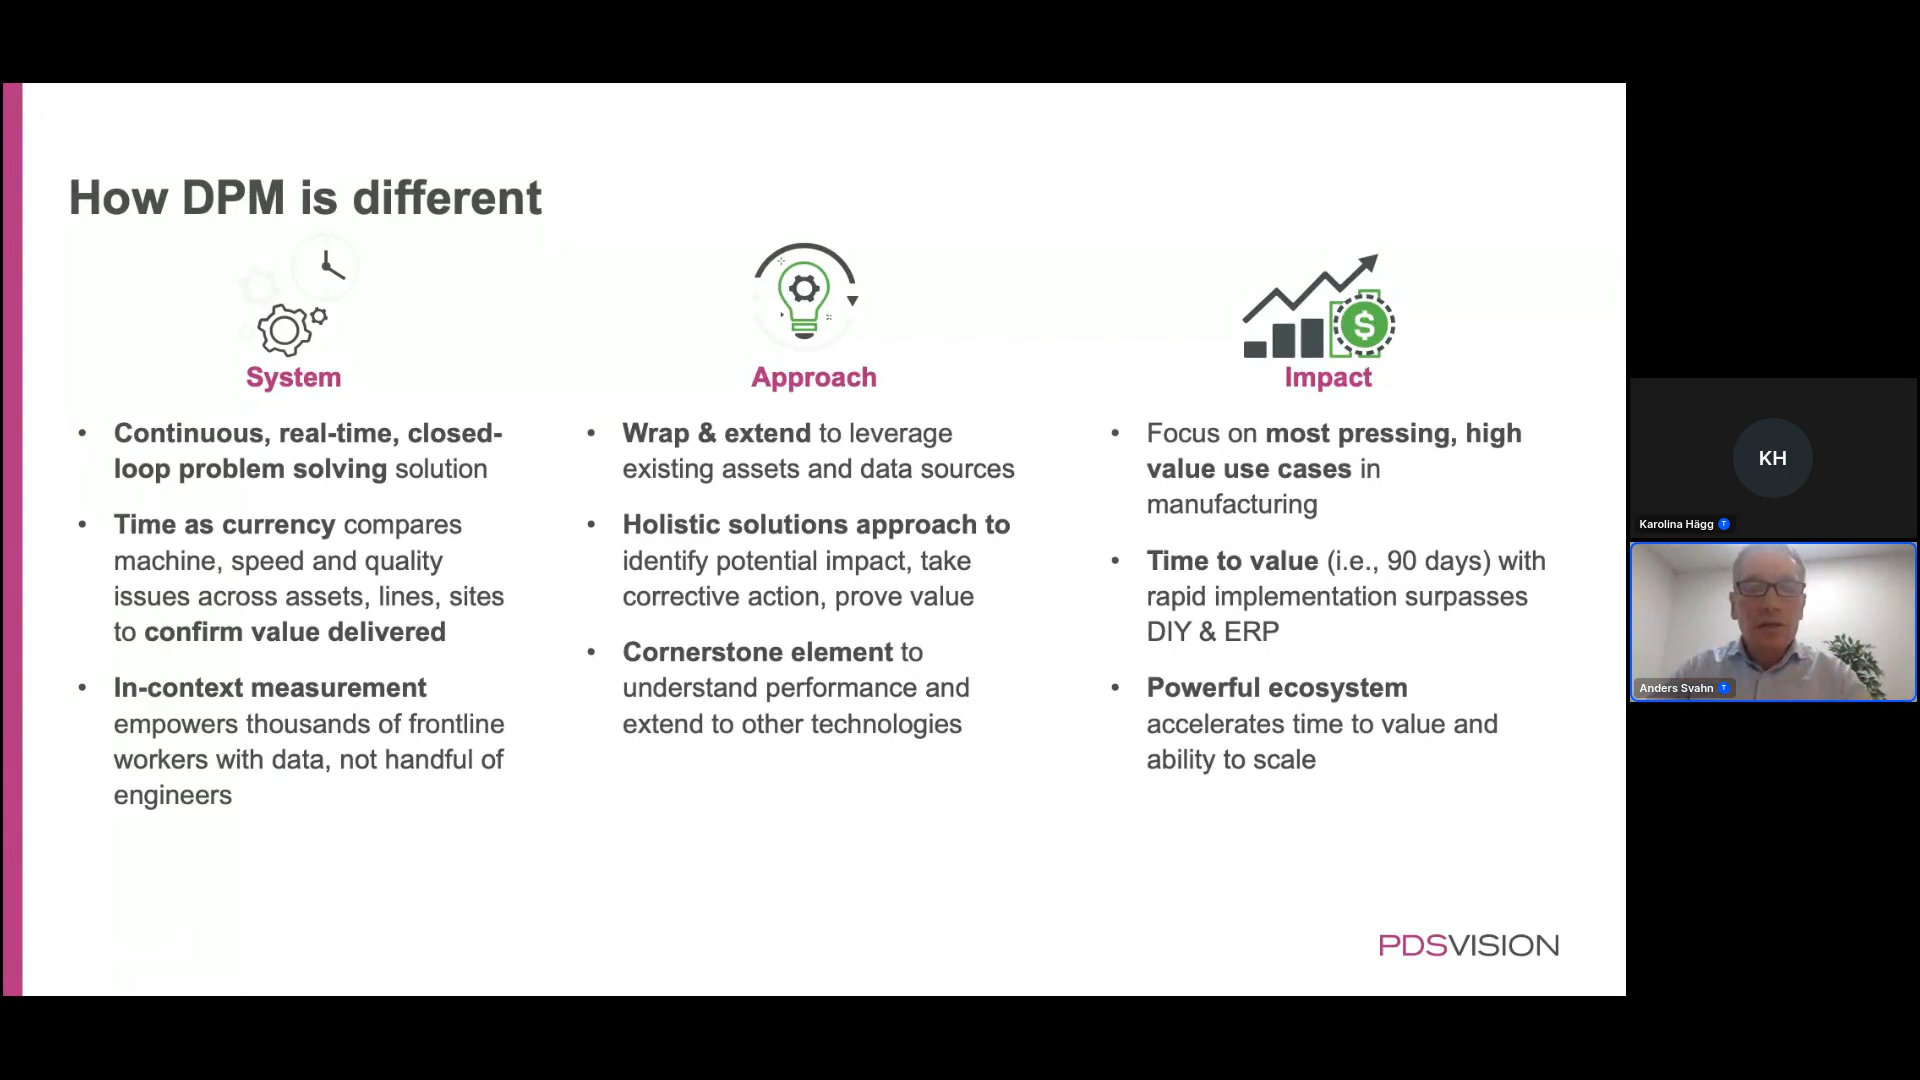 How DPM is different
System
• Continuous, real-time, closed-
loop problem solving solution
• Time as currency compares
machine, speed and quality
issues across assets, lines, sites
to confirm value delivered
• In-context measurement
empowers thousands of frontline
workers with data, not handful of
engineers
Approach
• Wrap & extend to leverage
existing assets and data sources
• Holistic solutions approach to
identify potential impact, take
corrective action, prove value
• Cornerstone element to
understand performance and
extend to other technologies
$
Impact
• Focus on most pressing, high
value use cases in
manufacturing
• Time to value (i.e., 90 days) with
rapid implementation surpasses
DIY & ERP
• Powerful ecosystem
accelerates time to value and
ability to scale
PDSVISION
KH
Karolina Hägg T
Anders Svahn T